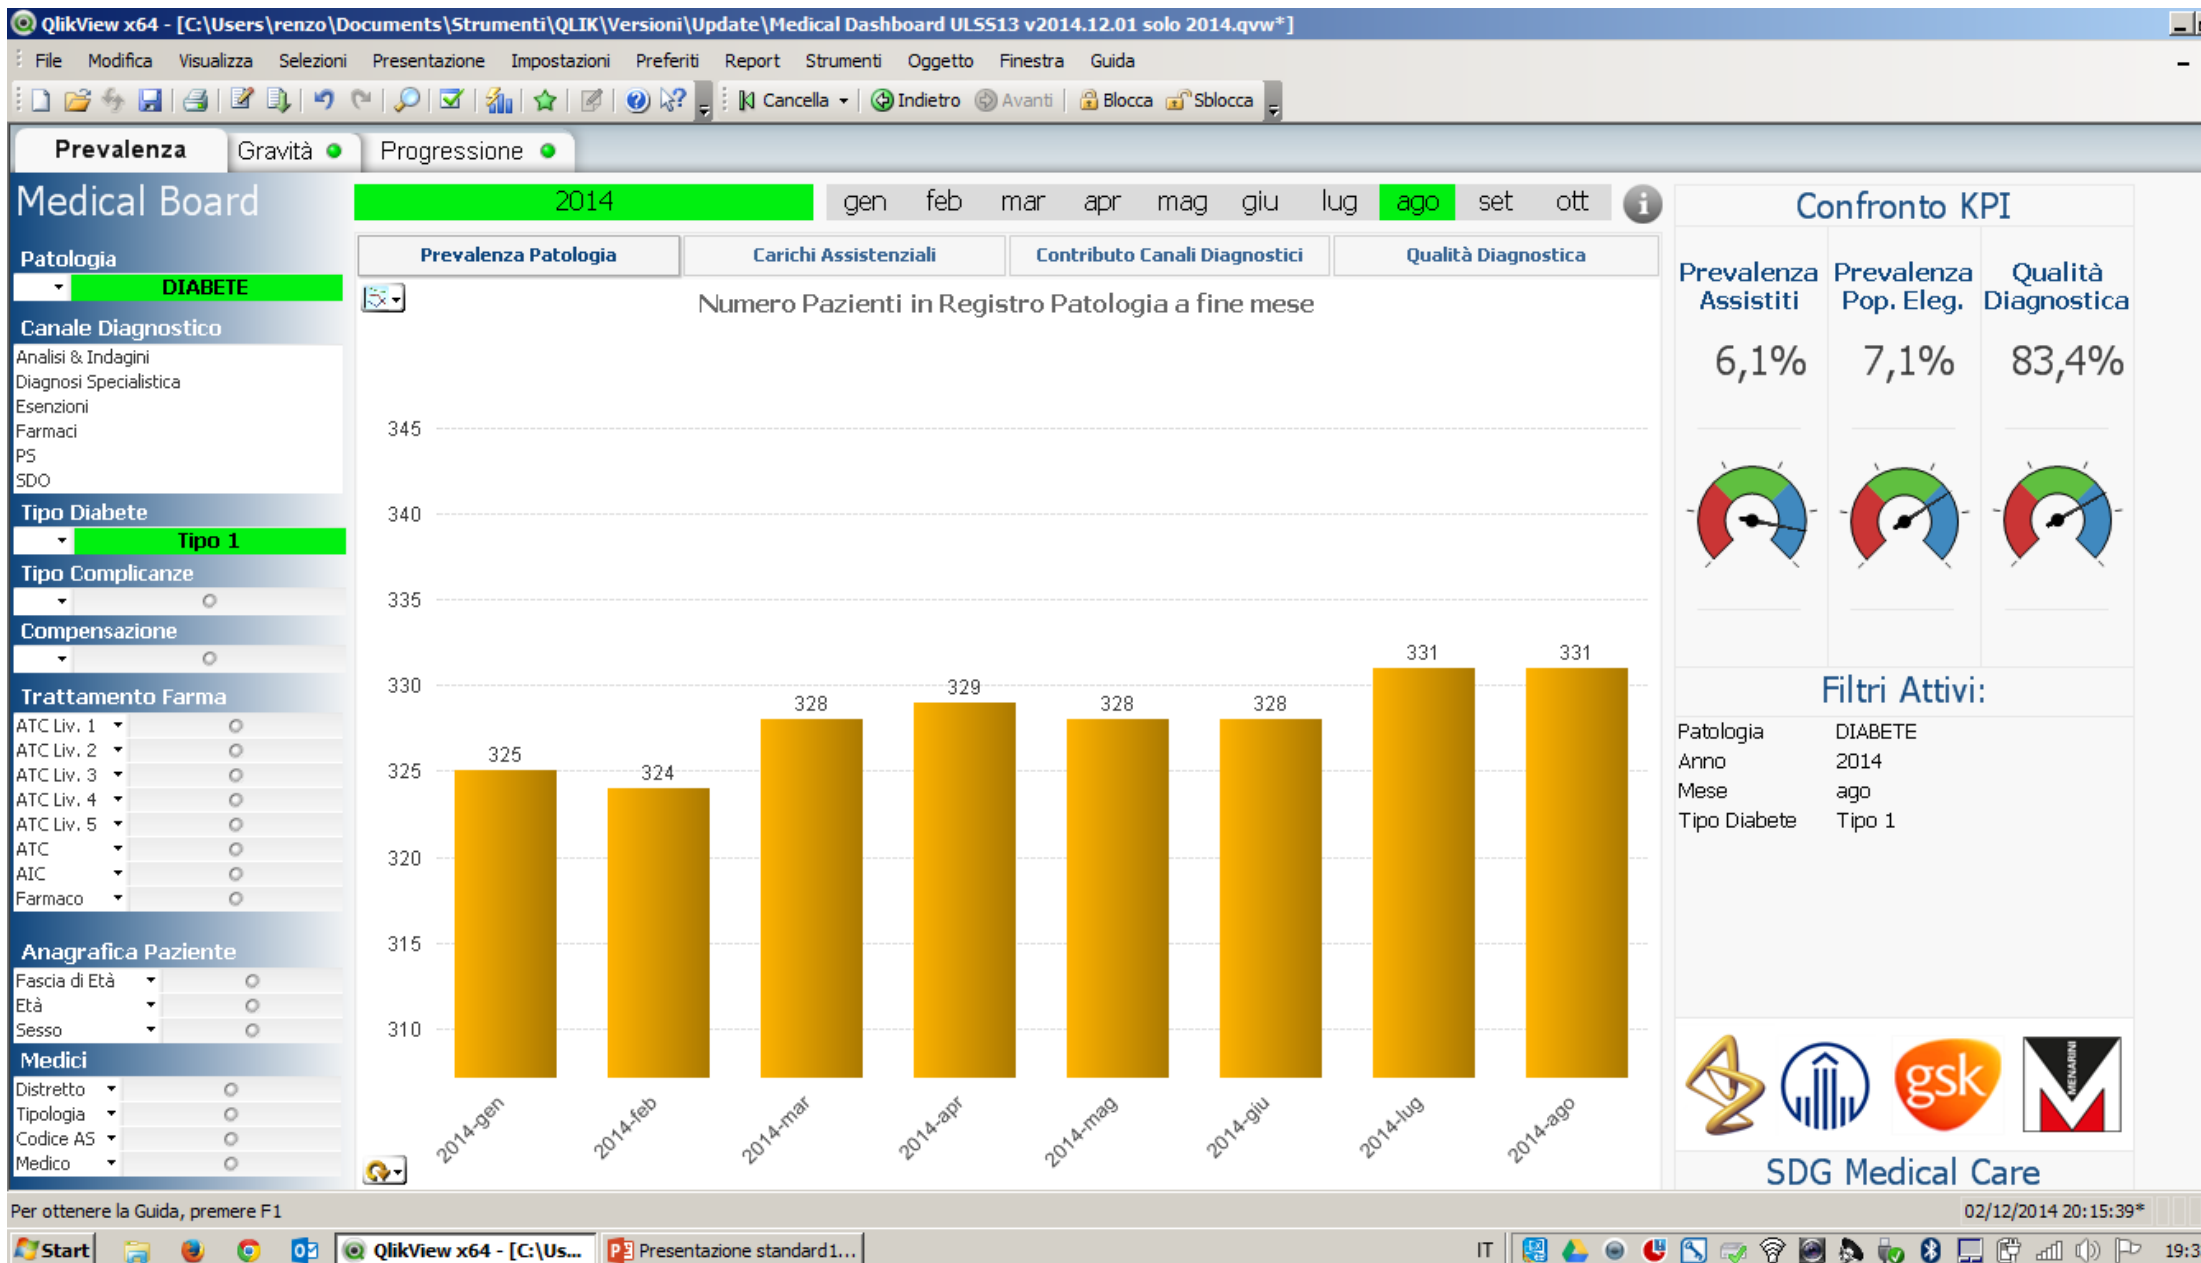 QlikView x64 - [C:\Users\renzo\Documents\Strumenti\QLIK\Versioni\Update\Medical Dashboard ULSS13 v2014.12.01 solo 2014.qvw*]
File Modifica Visualizza Selezioni Presentazione Impostazioni Preferiti Report Strumenti Oggetto Finestra Guida
Cancella Indietro Avanti Blocca Sblocca
Prevalenza Gravità Progressione
Medical Board
2014 gen feb mar apr mag giu lug ago set ott
Prevalenza Patologia Carichi Assistenziali Contributo Canali Diagnostici Qualità Diagnostica
Patologia
DIABETE
Canale Diagnostico
Analisi & Indagini
Diagnosi Specialistica
Esenzioni
Farmaci
PS
SDO
Tipo Diabete
Tipo 1
Tipo Complicanze
Compensazione
Trattamento Farma
ATC Liv. 1
ATC Liv. 2
ATC Liv. 3
ATC Liv. 4
ATC Liv. 5
ATC
AIC
Farmaco
Anagrafica Paziente
Fascia di Età
Età
Sesso
Medici
Distretto
Tipologia
Codice AS
Medico
Numero Pazienti in Registro Patologia a fine mese
345
340
335
330
325
320
315
310
325 324 328 329 328 328 331 331
2014-gen 2014-feb 2014-mar 2014-apr 2014-mag 2014-giu 2014-lug 2014-ago
Confronto KPI
Prevalenza Assistiti
Prevalenza Pop. Eleg.
Qualità Diagnostica
6,1% 7,1% 83,4%
Filtri Attivi:
Patologia DIABETE
Anno 2014
Mese ago
Tipo Diabete Tipo 1
gsk
MENARINI
SDG Medical Care
Per ottenere la Guida, premere F1
02/12/2014 20:15:39*
Start
QlikView x64 - [C:\Us...
Presentazione standard1...
IT